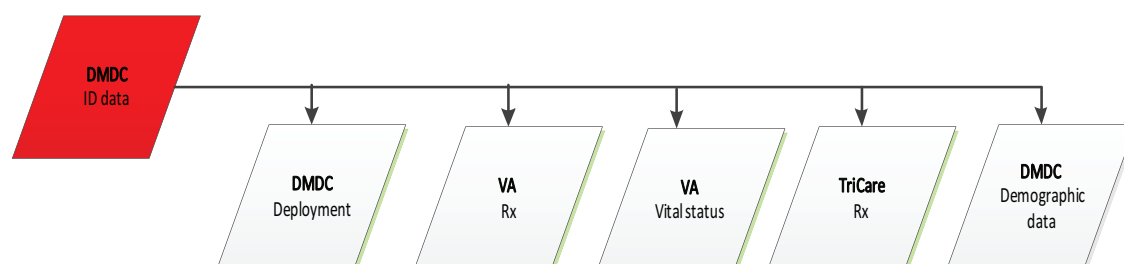 DMDC
ID data
DMDC
Deployment
VA
Rx
VA
Vital status
TriCare
Rx
DMDC
Demographic
data